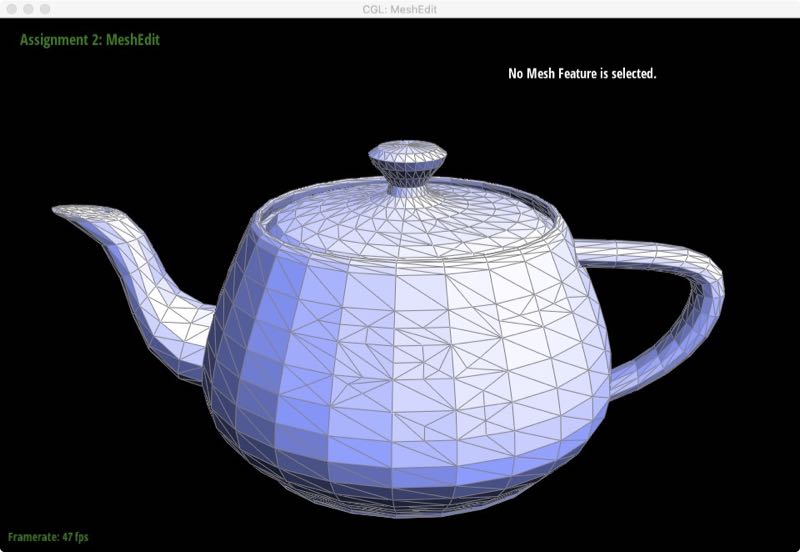 CGL: MeshEdit
Assignment 2: MeshEdit
No Mesh Feature is selected.
Framerate: 47 fps